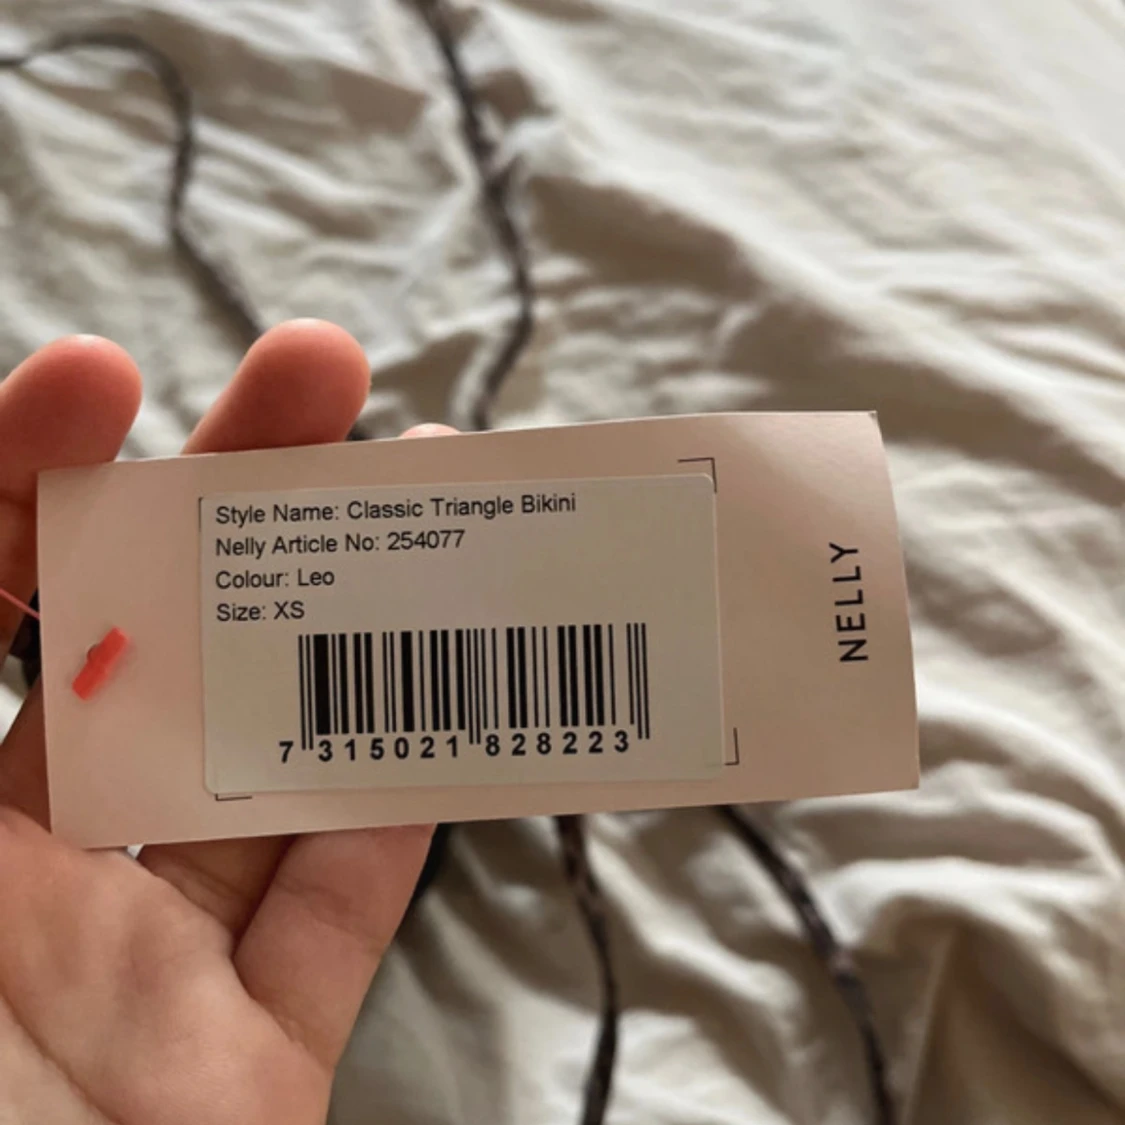 Style Name: Classic Triangle Bikini
Nelly Article No: 254077
Colour: Leo
Size: XS
7 315021 828223
NELLY